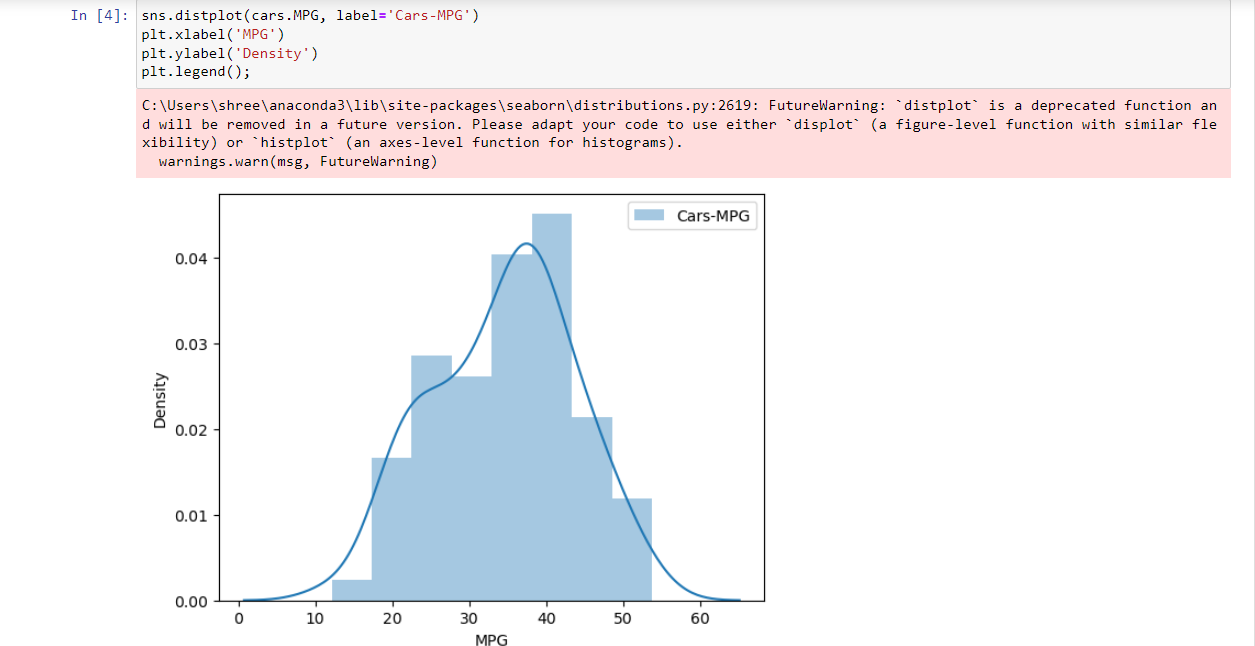 In [4]: sns.distplot(cars.MPG, label='Cars-MPG')
plt.xlabel('MPG')
plt.ylabel('Density')
plt.legend();
C:\Users\shree\anaconda3\lib\site-packages\seaborn\distributions.py:2619: FutureWarning: `distplot` is a deprecated function an
d will be removed in a future version. Please adapt your code to use either `displot` (a figure-level function with similar fle
xibility) or `histplot` (an axes-level function for histograms).
warnings.warn(msg, FutureWarning)
Cars-MPG
0.04
0.03
0.02
0.01
0.00
Density
0 10 20 30 40 50 60
MPG